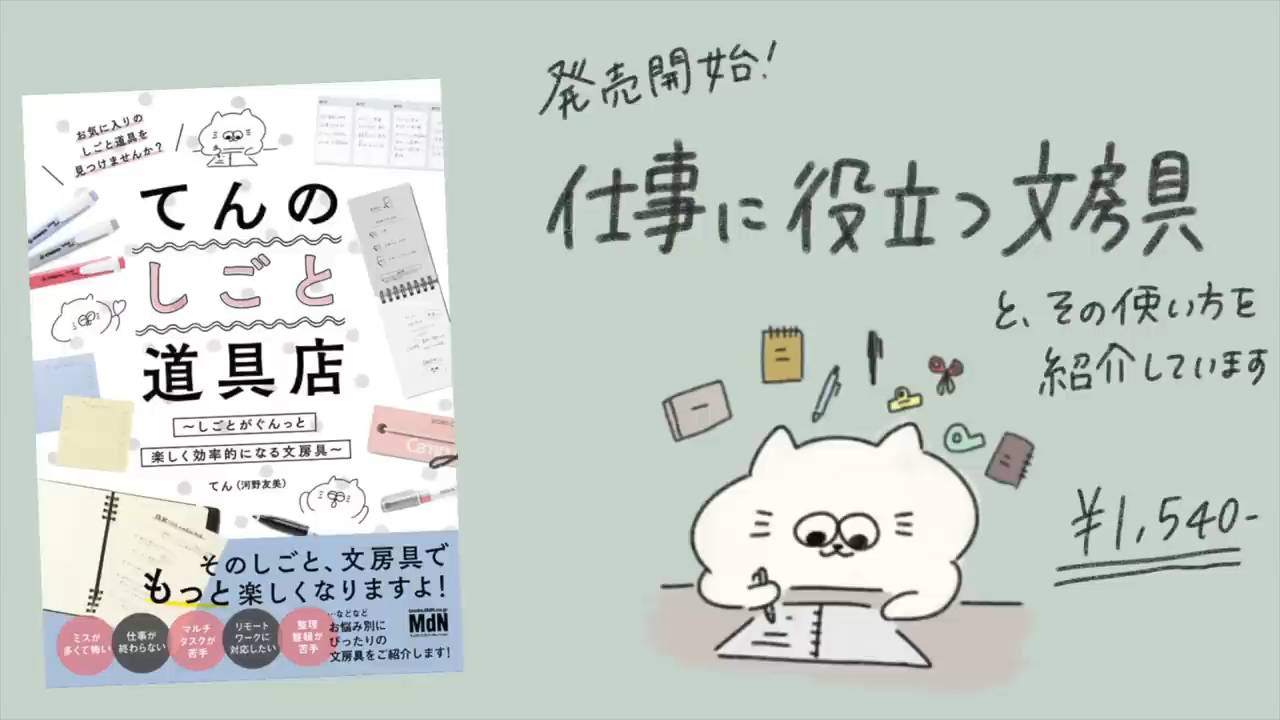 お気に入りの
しごと道具を
見つけませんか?
てんの
しごと
道具店
~しごとがぐんっと
楽しく効率的になる文房具~
てん(河野友美)
そのしごと、文房具で
もっと楽しくなりますよ!
ミスが
多くて怖い
仕事が
終わらない
マルチ
タスクが
苦手
リモート
ワークに
対応したい
整理
整頓が
苦手
…などなど
お悩み別に
ぴったりの
文房具をご紹介します!
MdN
発売開始!
仕事に役立つ文房具
と、その使い方を
紹介しています
¥1,540-